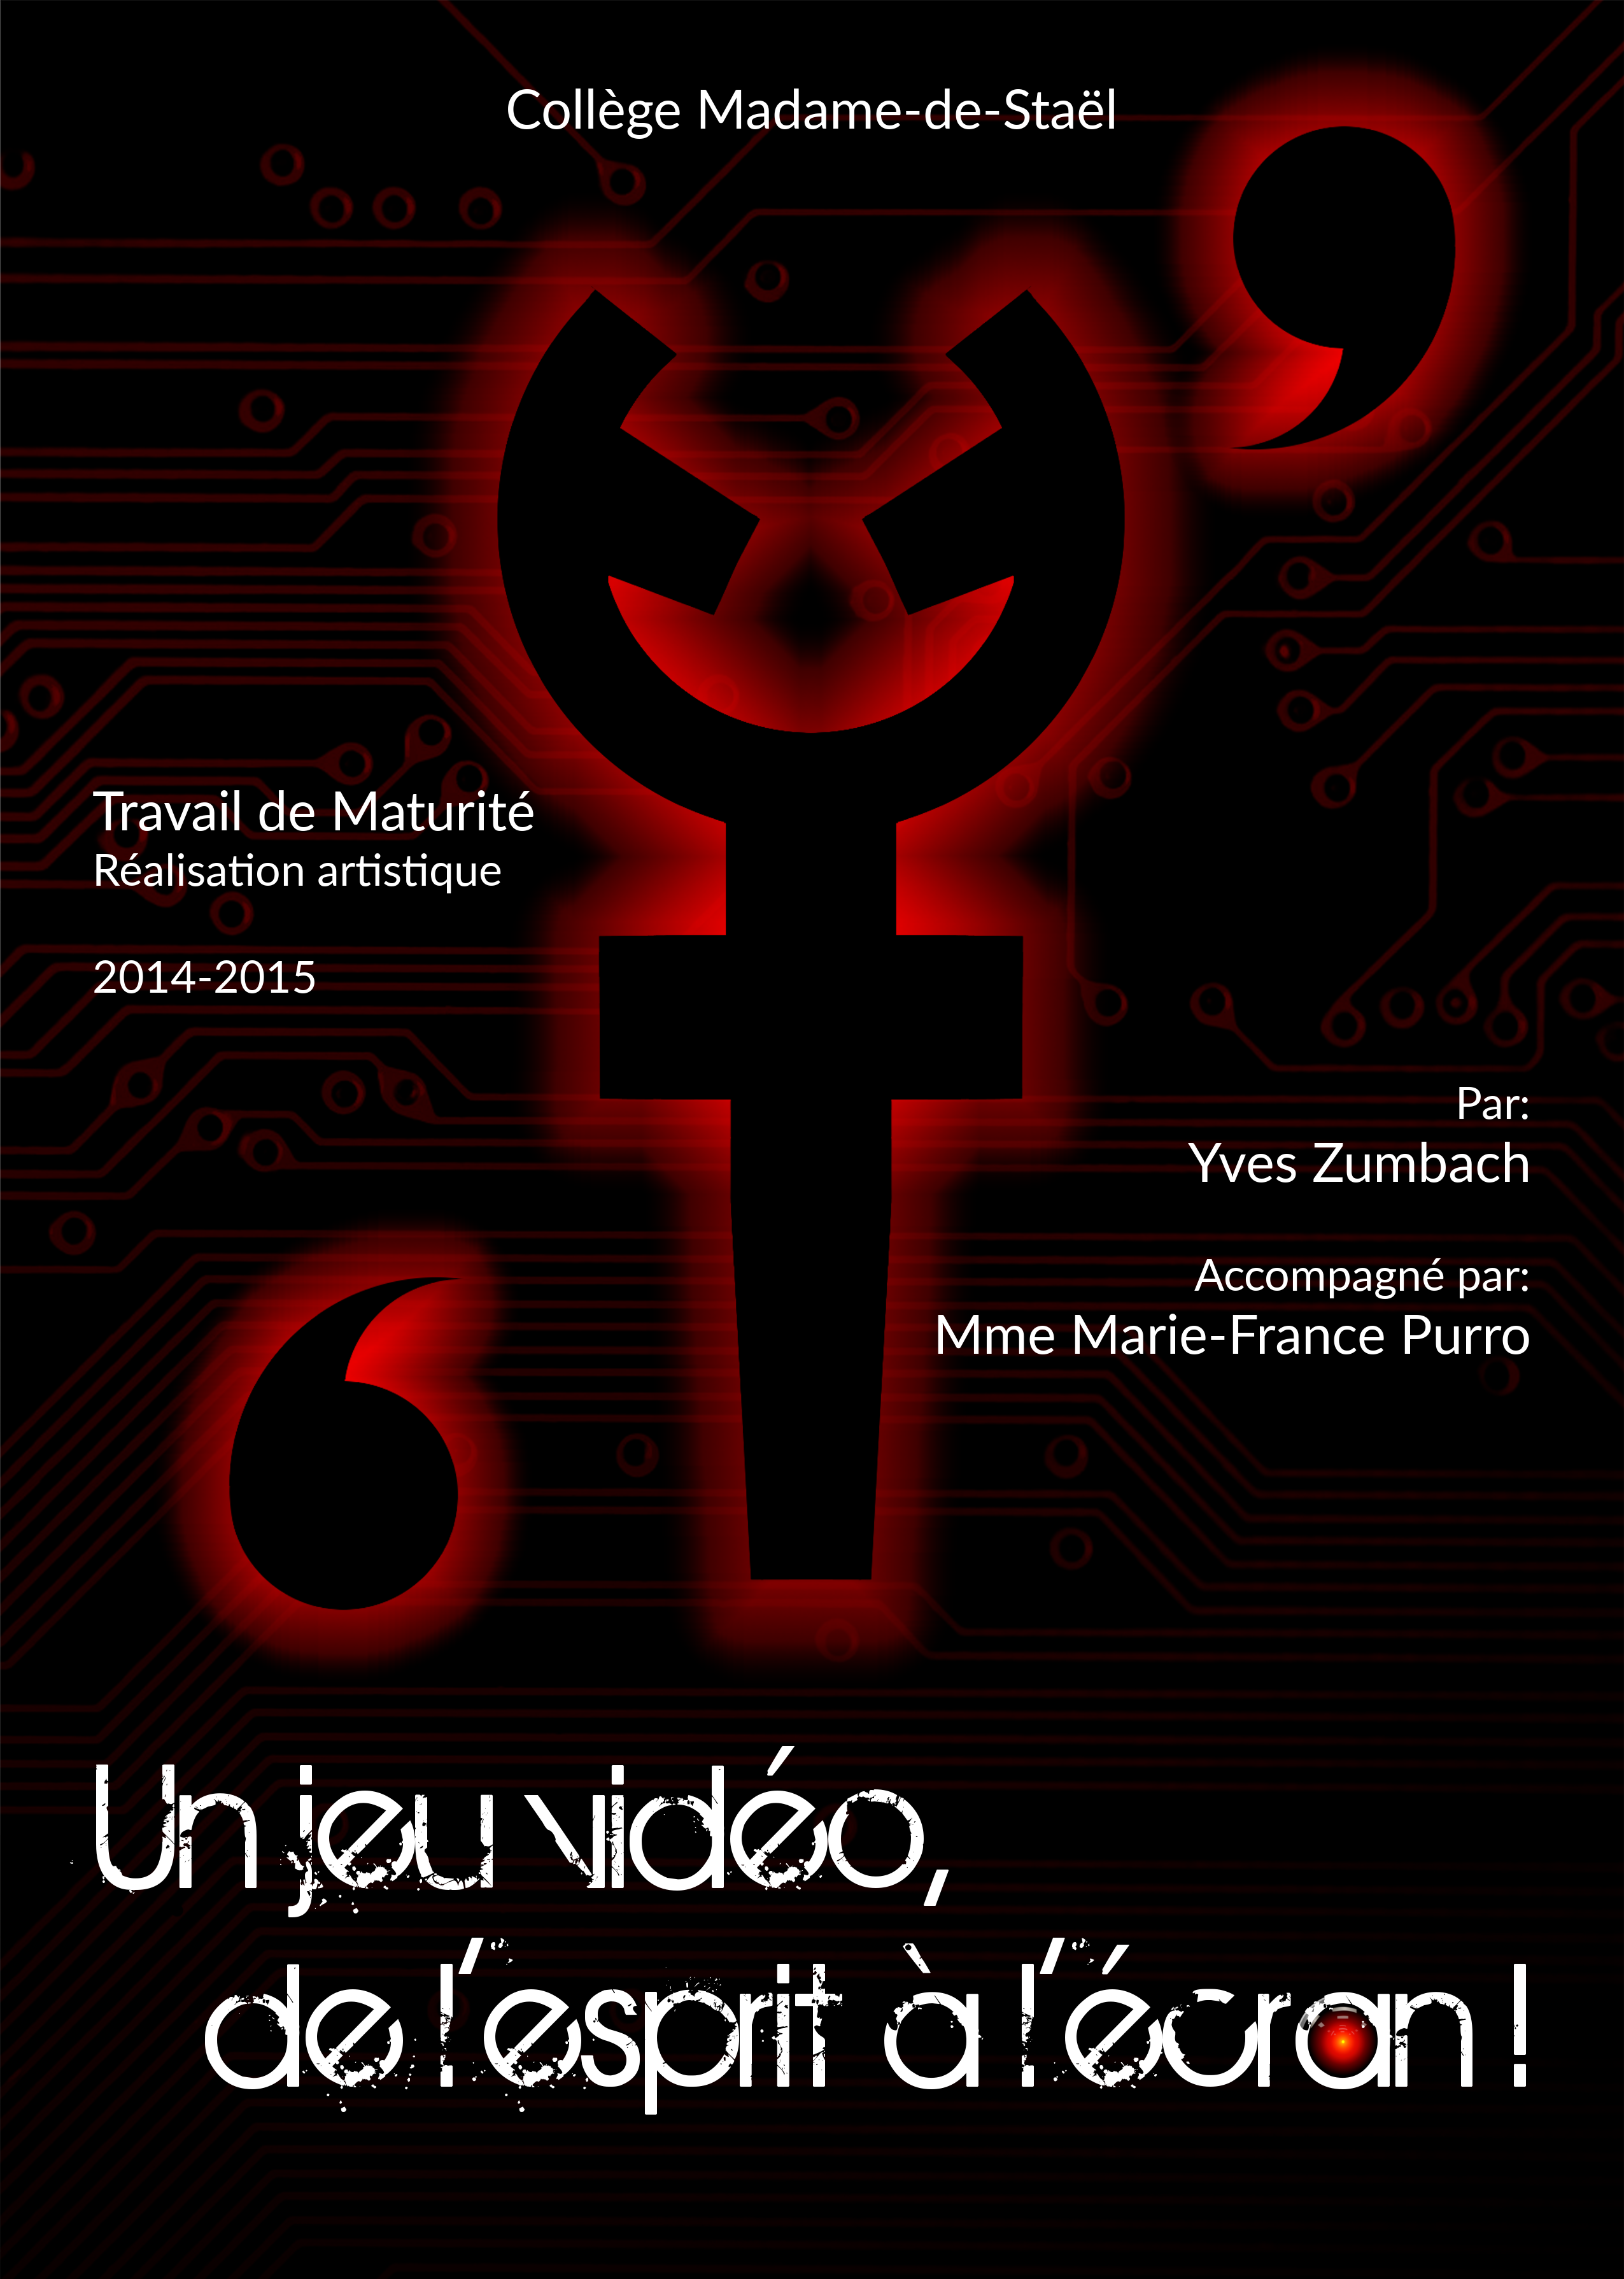 Collège Madame-de-Staël
Travail de Maturité
Réalisation artistique
2014-2015
Par:
Yves Zumbach
Accompagné par:
Mme Marie-France Purro
Un jeu vidéo,
de l'esprit à l'écran !